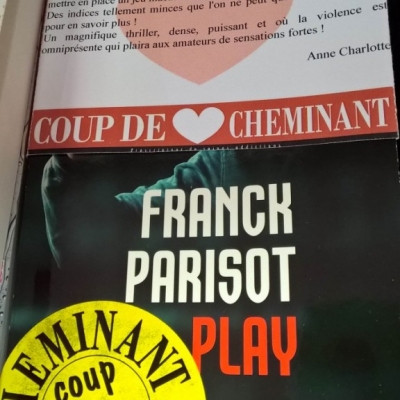 mettre en place un jeu
Des indices tellement minces que l'on ne peut
pour en savoir plus !
Un magnifique thriller, dense, puissant et où la violence est
omniprésente qui plaira aux amateurs de sensations fortes !
Anne Charlotte
COUP DE CHEMINANT
FRANCK
PARISOT
PLAY
CHEMINANT
coup